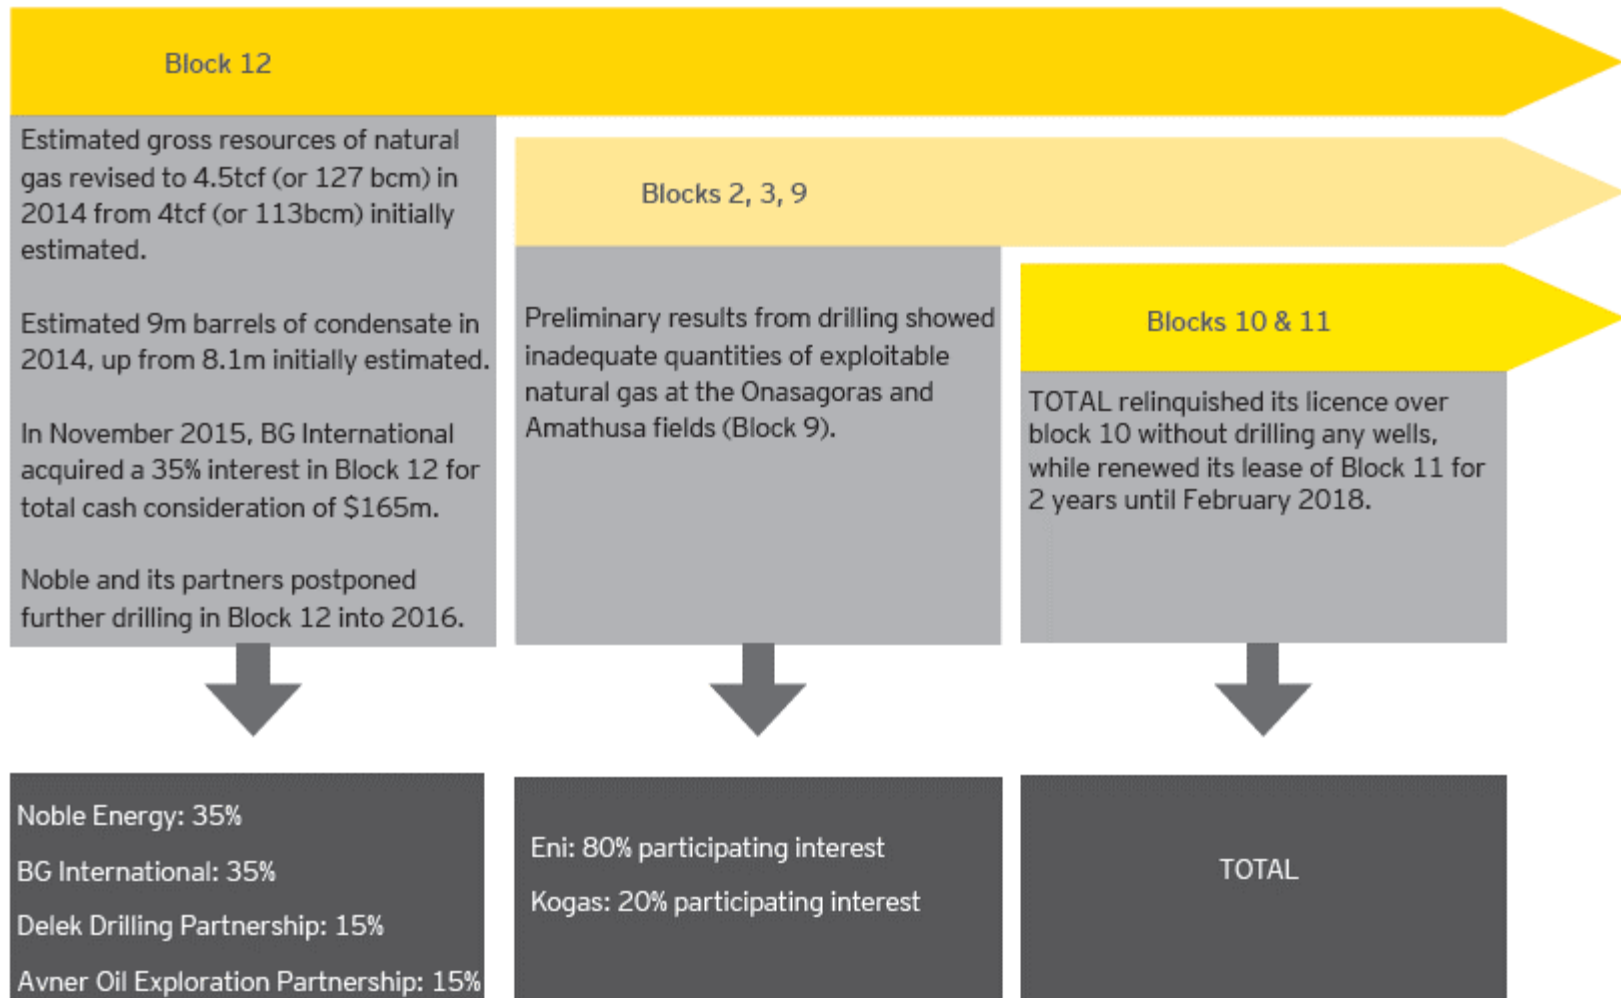 Block 12
Estimated gross resources of natural
gas revised to 4.5tcf (or 127 bcm) in
2014 from 4tcf (or 113bcm) initially
estimated.
Estimated 9m barrels of condensate in
2014, up from 8.1m initially estimated.
In November 2015, BG International
acquired a 35% interest in Block 12 for
total cash consideration of $165m.
Noble and its partners postponed
further drilling in Block 12 into 2016.
Noble Energy: 35%
BG International: 35%
Delek Drilling Partnership: 15%
Avner Oil Exploration Partnership: 15%
Blocks 2, 3, 9
Preliminary results from drilling showed
inadequate quantities of exploitable
natural gas at the Onasagoras and
Amathusa fields (Block 9).
Eni: 80% participating interest
Kogas: 20% participating interest
Blocks 10 & 11
TOTAL relinquished its licence over
block 10 without drilling any wells,
while renewed its lease of Block 11 for
2 years until February 2018.
TOTAL